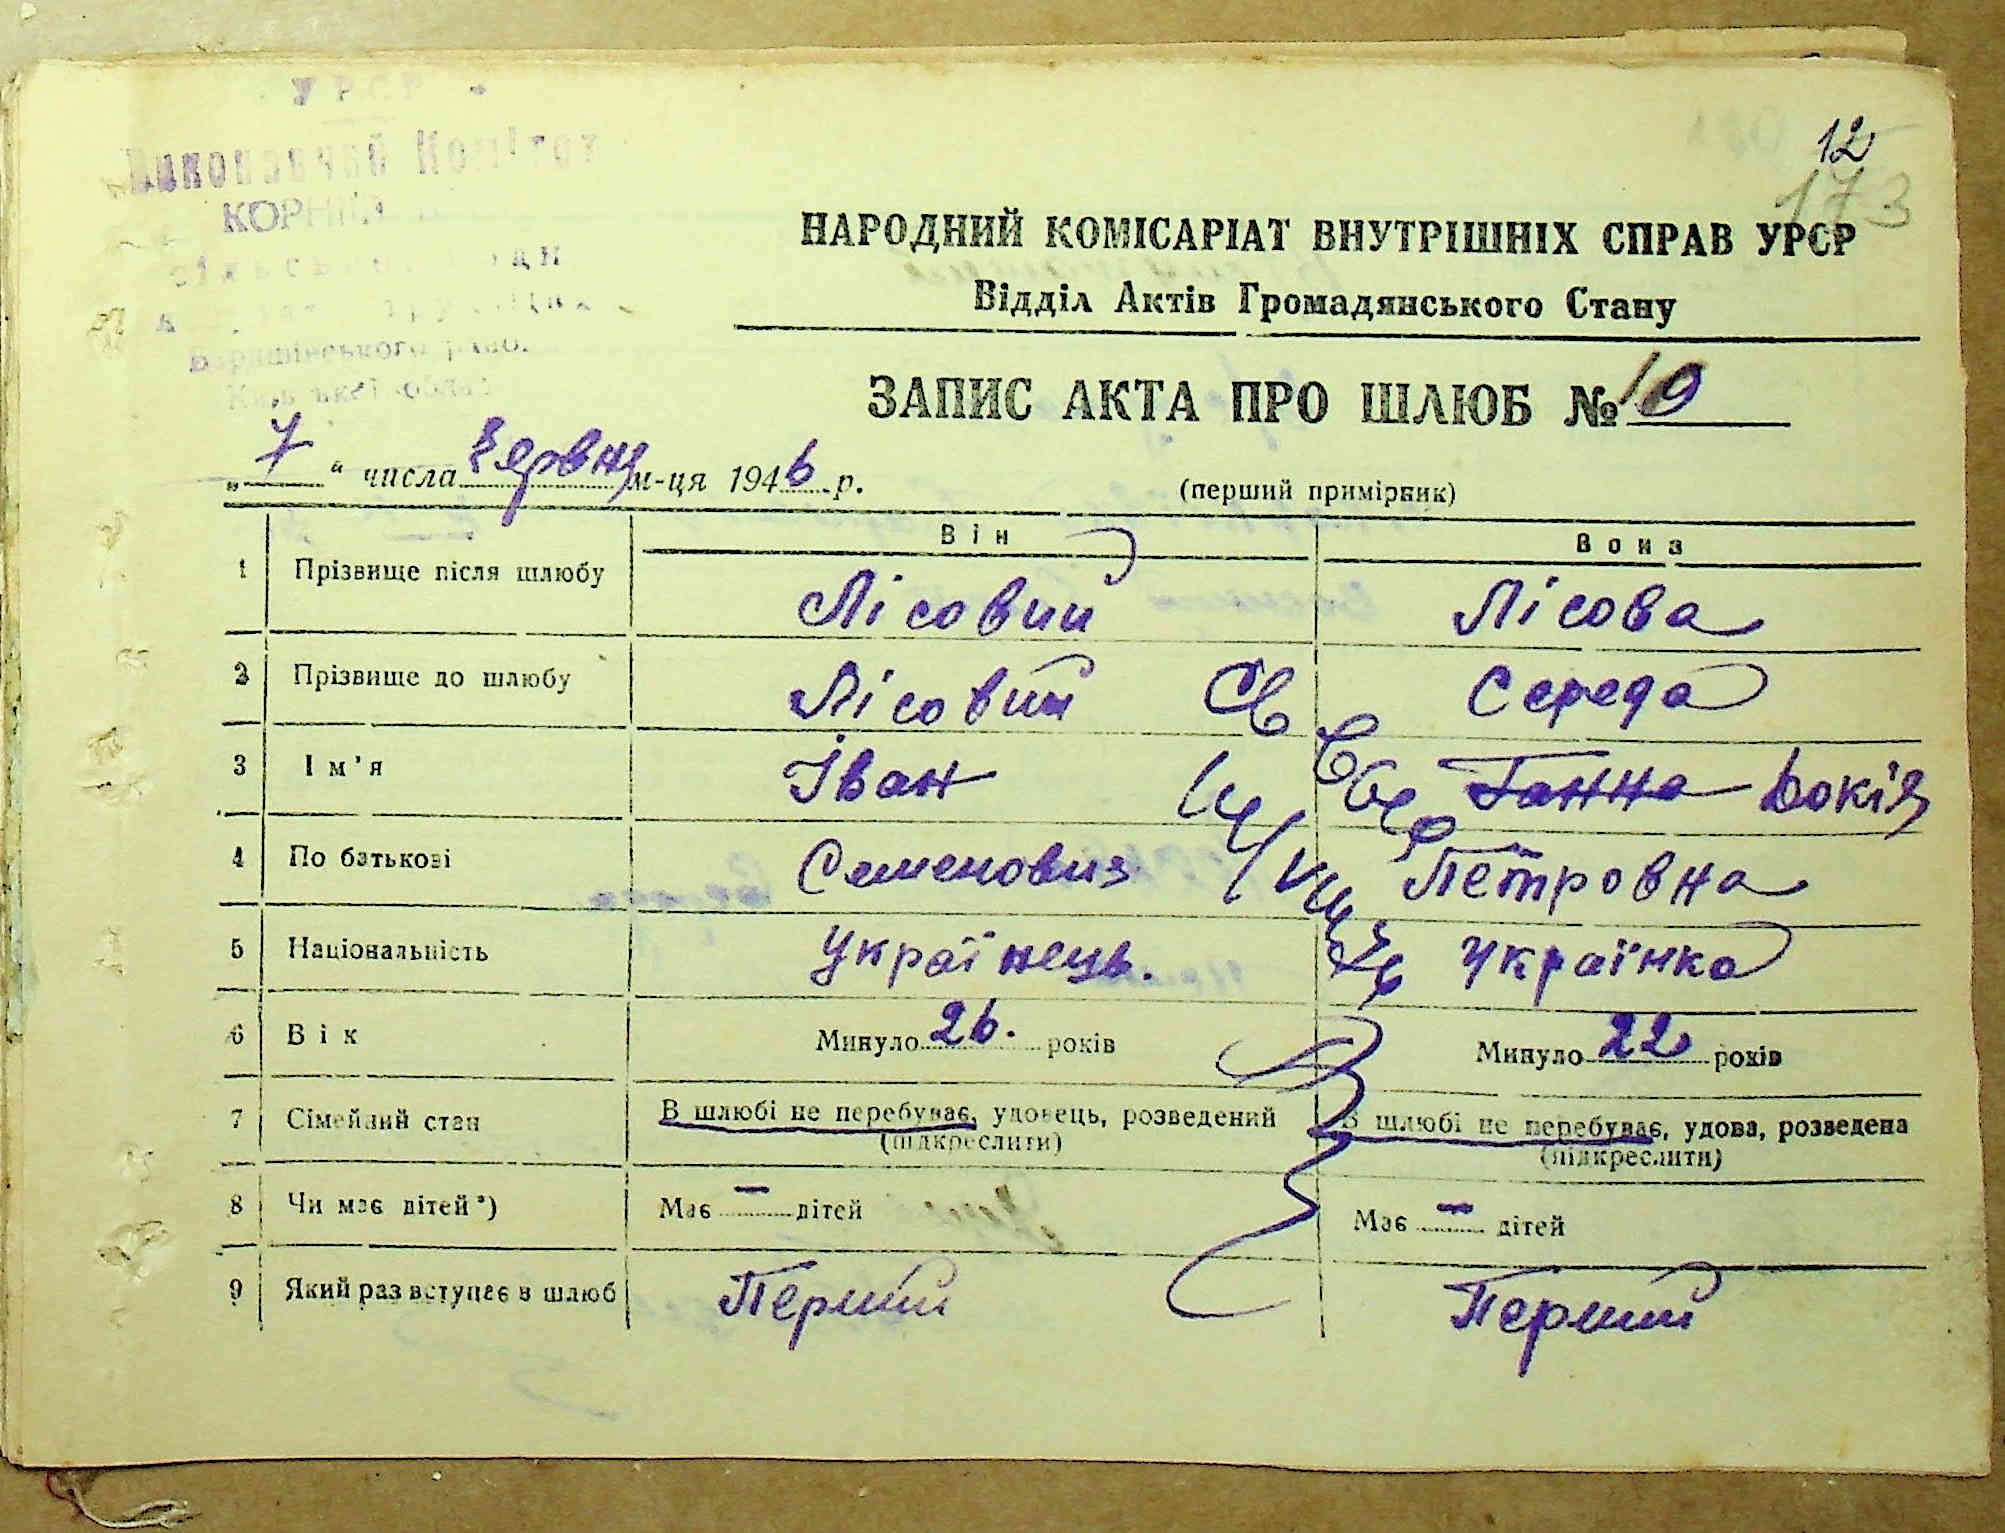 УРСР
Виконавчий Комітет
12
173
НАРОДНИЙ КОМІСАРІАТ ВНУТРІШНІХ СПРАВ УРСР
Відділ Актів Громадянського Стану
Баришівського р
ЗАПИС АКТА ПРО ШЛЮБ № 10
„ 7 " числа Червня м-ця 1946 р.
(перший примірник)
Він Вона
1 Прізвище після шлюбу Лісовий Лісова
2 Прізвище до шлюбу Лісовий Середа
3 Ім'я Іван Ганна Докія
4 По батькові Семенович Петровна
5 Національність Українець. Українка
6 Вік Минуло 26. років Минуло 22 років
7 Сімейний стан В шлюбі не перебуває, удовець, розведений В шлюбі не перебуває, удова, розведена
(підкреслити) (підкреслити)
8 Чи має дітей*) Має — дітей Має — дітей
9 Який раз вступає в шлюб Перший Перший